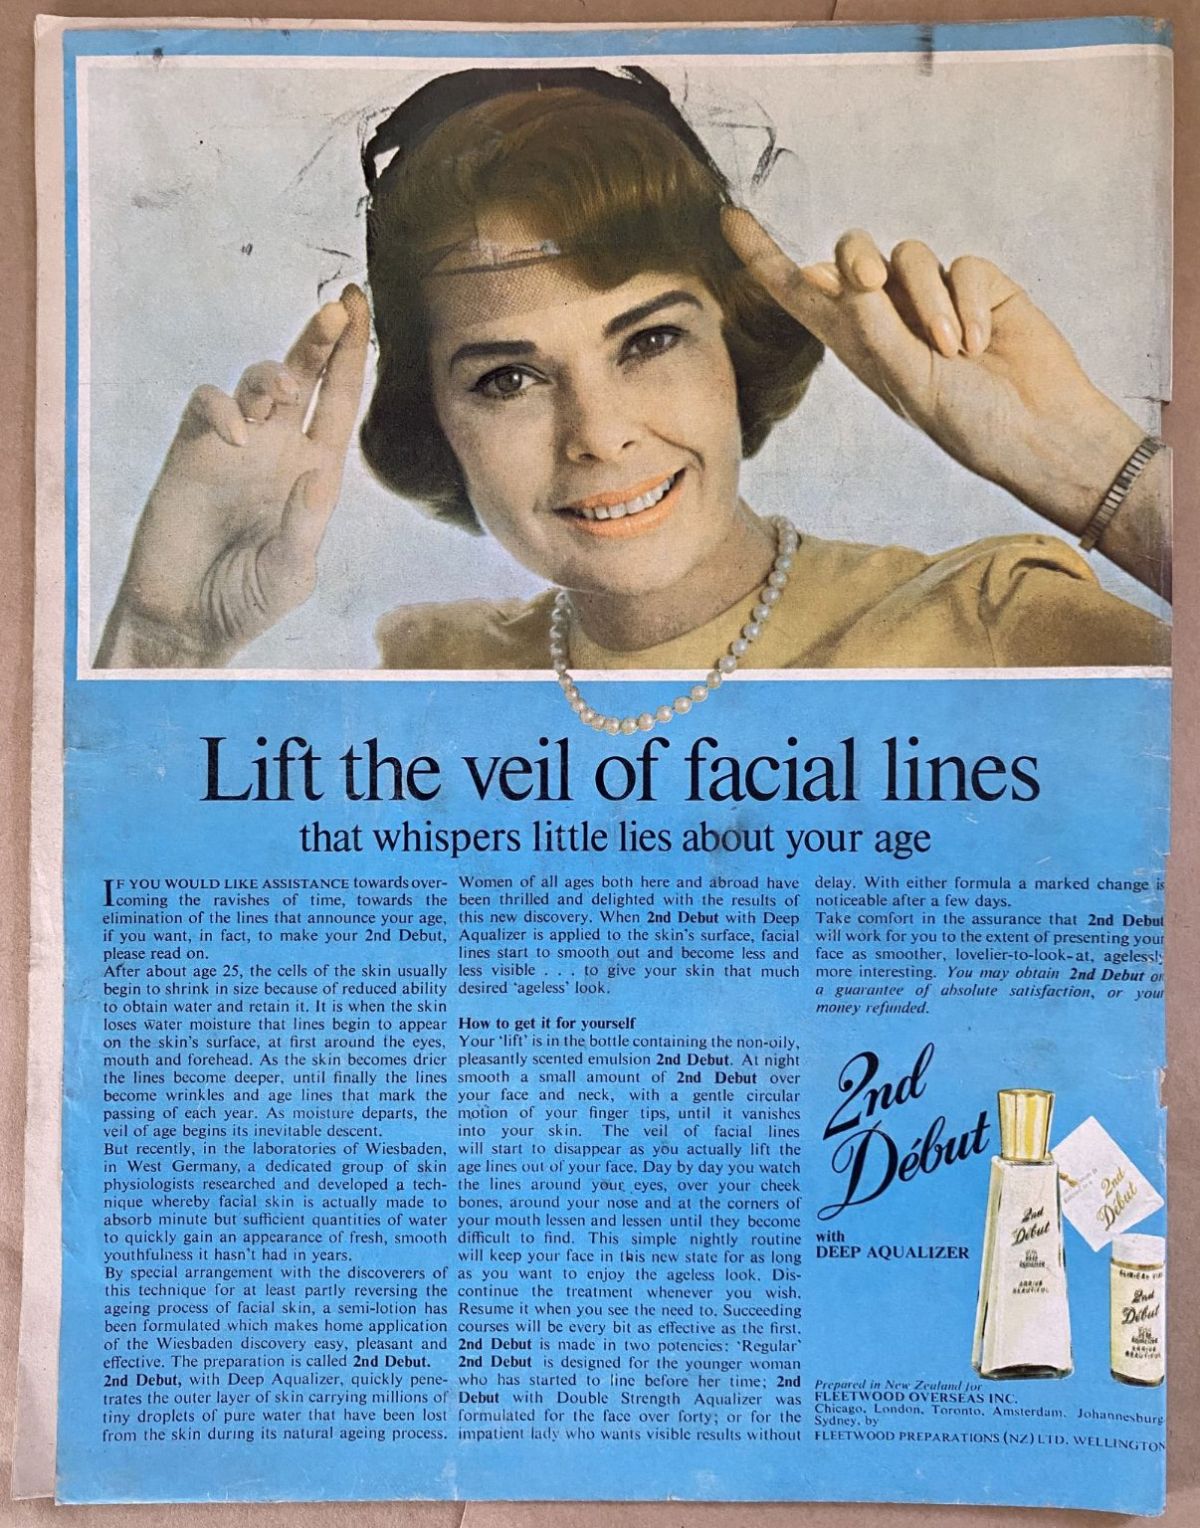 Lift the veil of facial lines
that whispers little lies about your age
IF YOU WOULD LIKE ASSISTANCE towards over-
coming the ravishes of time, towards the
elimination of the lines that announce your age,
if you want, in fact, to make your 2nd Debut,
please read on.
After about age 25, the cells of the skin usually
begin to shrink in size because of reduced ability
to obtain water and retain it. It is when the skin
loses water moisture that lines begin to appear
on the skin's surface, at first around the eyes,
mouth and forehead. As the skin becomes drier
the lines become deeper, until finally the lines
become wrinkles and age lines that mark the
passing of each year. As moisture departs, the
veil of age begins its inevitable descent.
But recently, in the laboratories of Wiesbaden,
in West Germany, a dedicated group of skin
physiologists researched and developed a tech-
nique whereby facial skin is actually made to
absorb minute but sufficient quantities of water
to quickly gain an appearance of fresh, smooth
youthfulness it hasn't had in years.
By special arrangement with the discoverers of
this technique for at least partly reversing the
ageing process of facial skin, a semi-lotion has
been formulated which makes home application
of the Wiesbaden discovery easy, pleasant and
effective. The preparation is called 2nd Debut.
2nd Debut, with Deep Aqualizer, quickly pene-
trates the outer layer of skin carrying millions of
tiny droplets of pure water that have been lost
from the skin during its natural ageing process.
Women of all ages both here and abroad have
been thrilled and delighted with the results of
this new discovery. When 2nd Debut with Deep
Aqualizer is applied to the skin's surface, facial
lines start to smooth out and become less and
less visible . . . to give your skin that much
desired 'ageless' look.
How to get it for yourself
Your 'lift' is in the bottle containing the non-oily,
pleasantly scented emulsion 2nd Debut. At night
smooth a small amount of 2nd Debut over
your face and neck, with a gentle circular
motion of your finger tips, until it vanishes
into your skin. The veil of facial lines
will start to disappear as you actually lift the
age lines out of your face. Day by day you watch
the lines around your eyes, over your cheek
bones, around your nose and at the corners of
your mouth lessen and lessen until they become
difficult to find. This simple nightly routine
will keep your face in this new state for as long
as you want to enjoy the ageless look. Dis-
continue the treatment whenever you wish.
Resume it when you see the need to. Succeeding
courses will be every bit as effective as the first.
2nd Debut is made in two potencies: 'Regular'
2nd Debut is designed for the younger woman
who has started to line before her time; 2nd
Debut with Double Strength Aqualizer was
formulated for the face over forty; or for the
impatient lady who wants visible results without
delay. With either formula a marked change is
noticeable after a few days.
Take comfort in the assurance that 2nd Debut
will work for you to the extent of presenting your
face as smoother, lovelier-to-look-at, agelessly
more interesting. You may obtain 2nd Debut on
a guarantee of absolute satisfaction, or your
money refunded.
2nd
Début
with
DEEP AQUALIZER
2nd
Début
2nd
Début
2nd
Début
Prepared in New Zealand for
FLEETWOOD OVERSEAS INC.
Chicago, London, Toronto, Amsterdam, Johannesburg
Sydney, by
FLEETWOOD PREPARATIONS (NZ) LTD. WELLINGTON